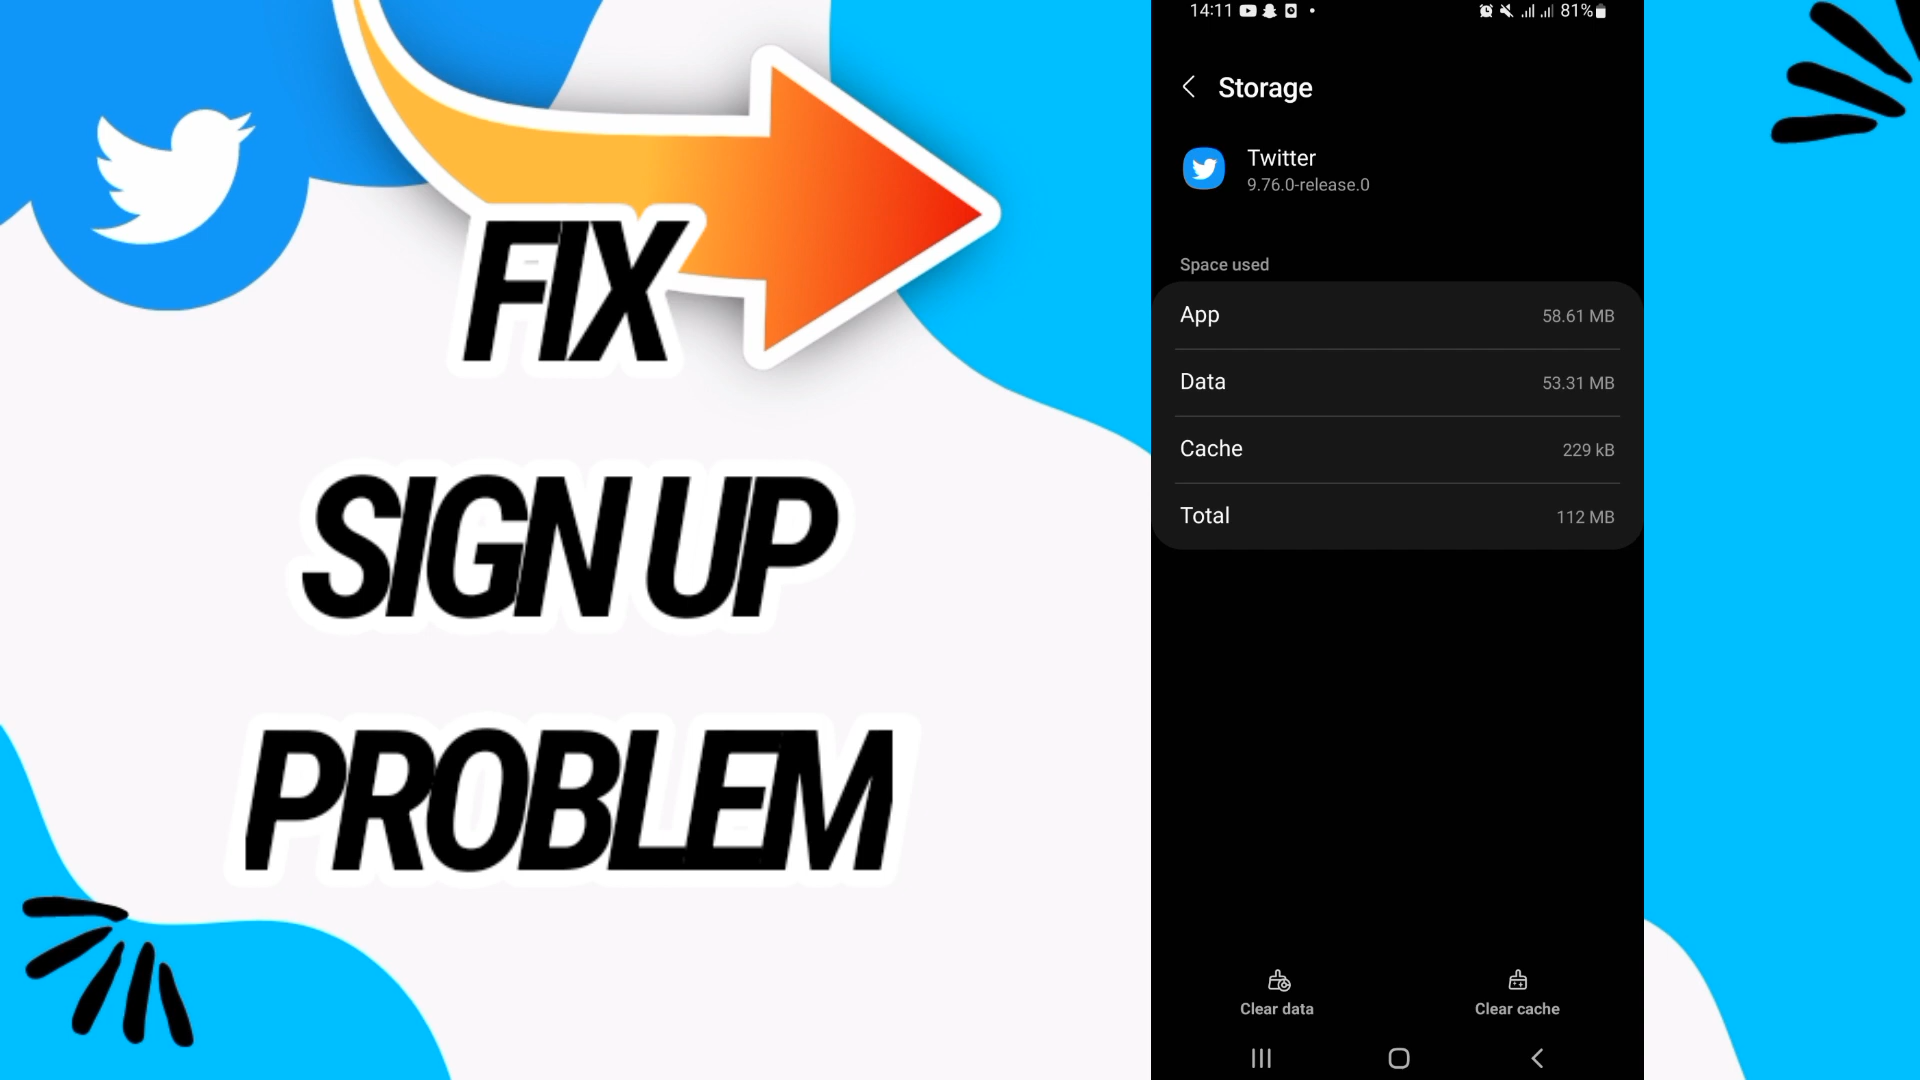 FIX
SIGN UP
PROBLEM
14:11
81%
Storage
Twitter
9.76.0-release.0
Space used
App 58.61 MB
Data 53.31 MB
Cache 229 kB
Total 112 MB
Clear data Clear cache